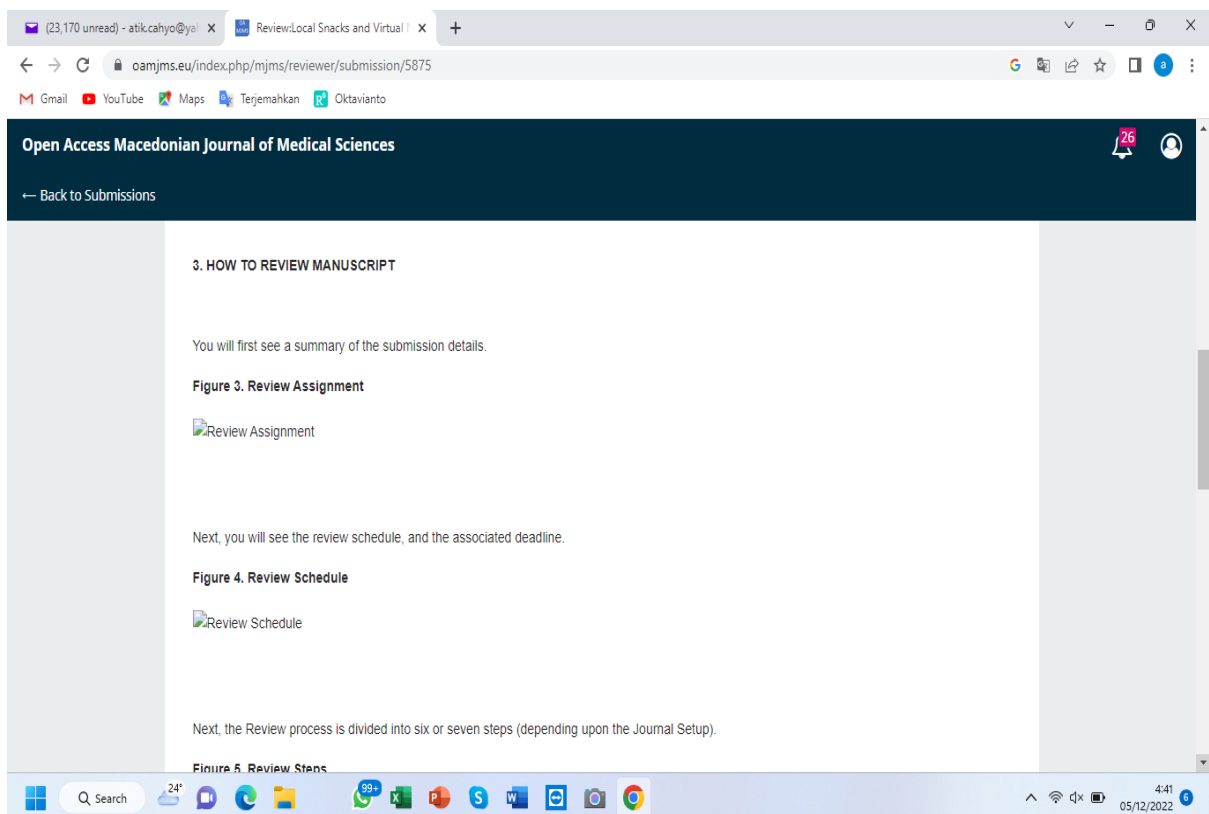 (23,170 unread) - atik.cahyo@yah
Review:Local Snacks and Virtual
oamjms.eu/index.php/mjms/reviewer/submission/5875
a
Gmail YouTube Maps Terjemahkan Oktavianto
Open Access Macedonian Journal of Medical Sciences
26
← Back to Submissions
3. HOW TO REVIEW MANUSCRIPT
You will first see a summary of the submission details.
Figure 3. Review Assignment
Review Assignment
Next, you will see the review schedule, and the associated deadline.
Figure 4. Review Schedule
Review Schedule
Next, the Review process is divided into six or seven steps (depending upon the Journal Setup).
Figure 5. Review Steps
Search 24° 99+ 4:41
05/12/2022 6